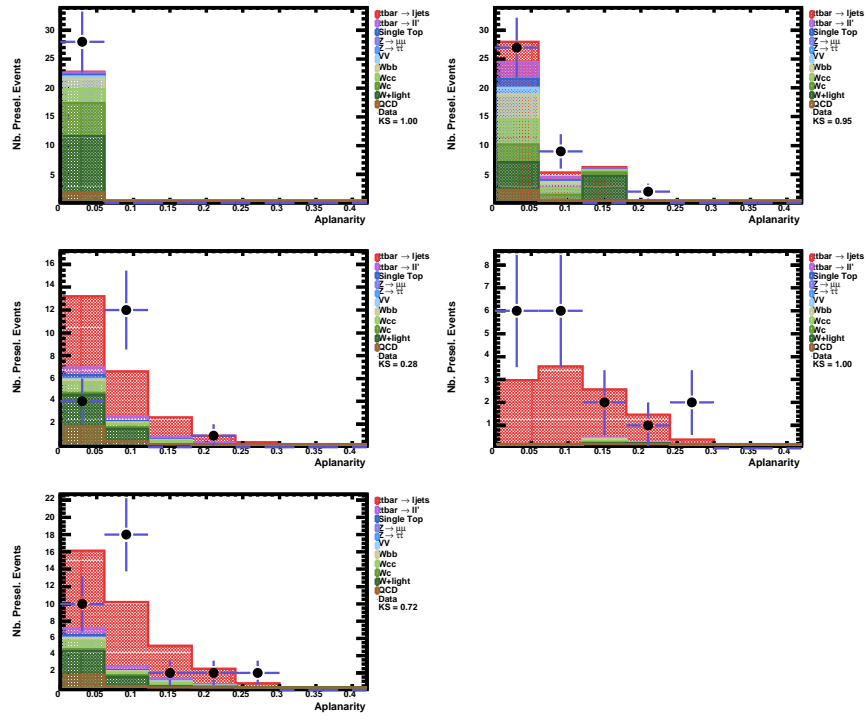 Nb. Presel. Events
30
25
20
15
10
5
0 0.05 0.1 0.15 0.2 0.25 0.3 0.35 0.4
Aplanarity
ttbar → ljets
ttbar → ll'
Single Top
Z → μμ
Z → ττ
VV
Wbb
Wcc
Wc
W+light
QCD
Data
KS = 1.00
Nb. Presel. Events
30
25
20
15
10
5
0 0.05 0.1 0.15 0.2 0.25 0.3 0.35 0.4
Aplanarity
ttbar → ljets
ttbar → ll'
Single Top
Z → μμ
Z → ττ
VV
Wbb
Wcc
Wc
W+light
QCD
Data
KS = 0.95
Nb. Presel. Events
16
14
12
10
8
6
4
2
0 0.05 0.1 0.15 0.2 0.25 0.3 0.35 0.4
Aplanarity
ttbar → ljets
ttbar → ll'
Single Top
Z → μμ
Z → ττ
VV
Wbb
Wcc
Wc
W+light
QCD
Data
KS = 0.28
Nb. Presel. Events
8
7
6
5
4
3
2
1
0 0.05 0.1 0.15 0.2 0.25 0.3 0.35 0.4
Aplanarity
ttbar → ljets
ttbar → ll'
Single Top
Z → μμ
Z → ττ
VV
Wbb
Wcc
Wc
W+light
QCD
Data
KS = 1.00
Nb. Presel. Events
22
20
18
16
14
12
10
8
6
4
2
0 0.05 0.1 0.15 0.2 0.25 0.3 0.35 0.4
Aplanarity
ttbar → ljets
ttbar → ll'
Single Top
Z → μμ
Z → ττ
VV
Wbb
Wcc
Wc
W+light
QCD
Data
KS = 0.72